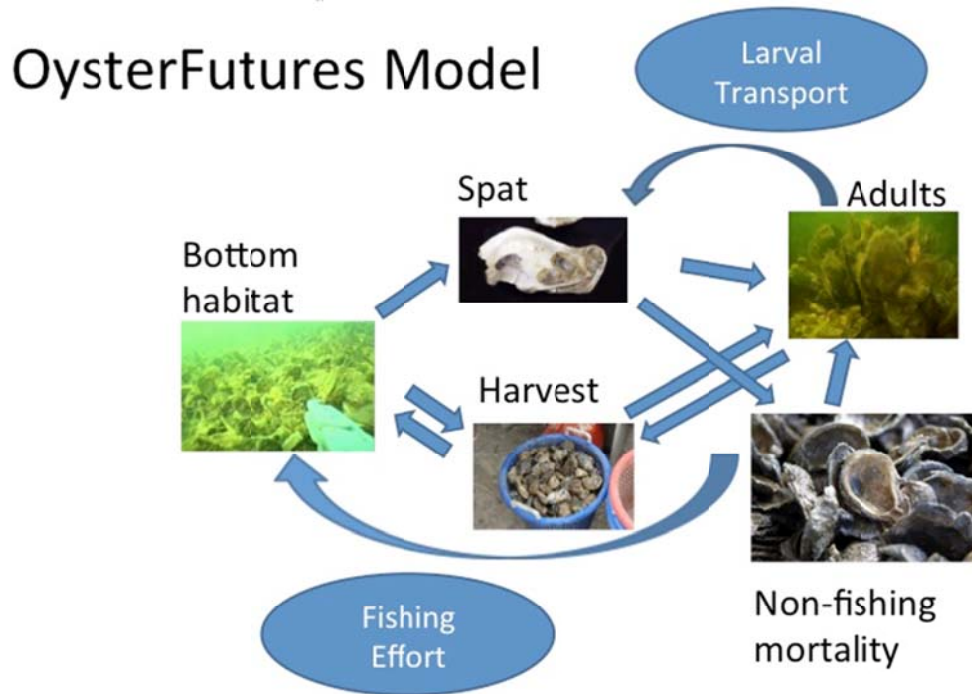 OysterFutures Model
Larval
Transport
Spat
Adults
Bottom
habitat
Harvest
Fishing
Effort
Non-fishing
mortality